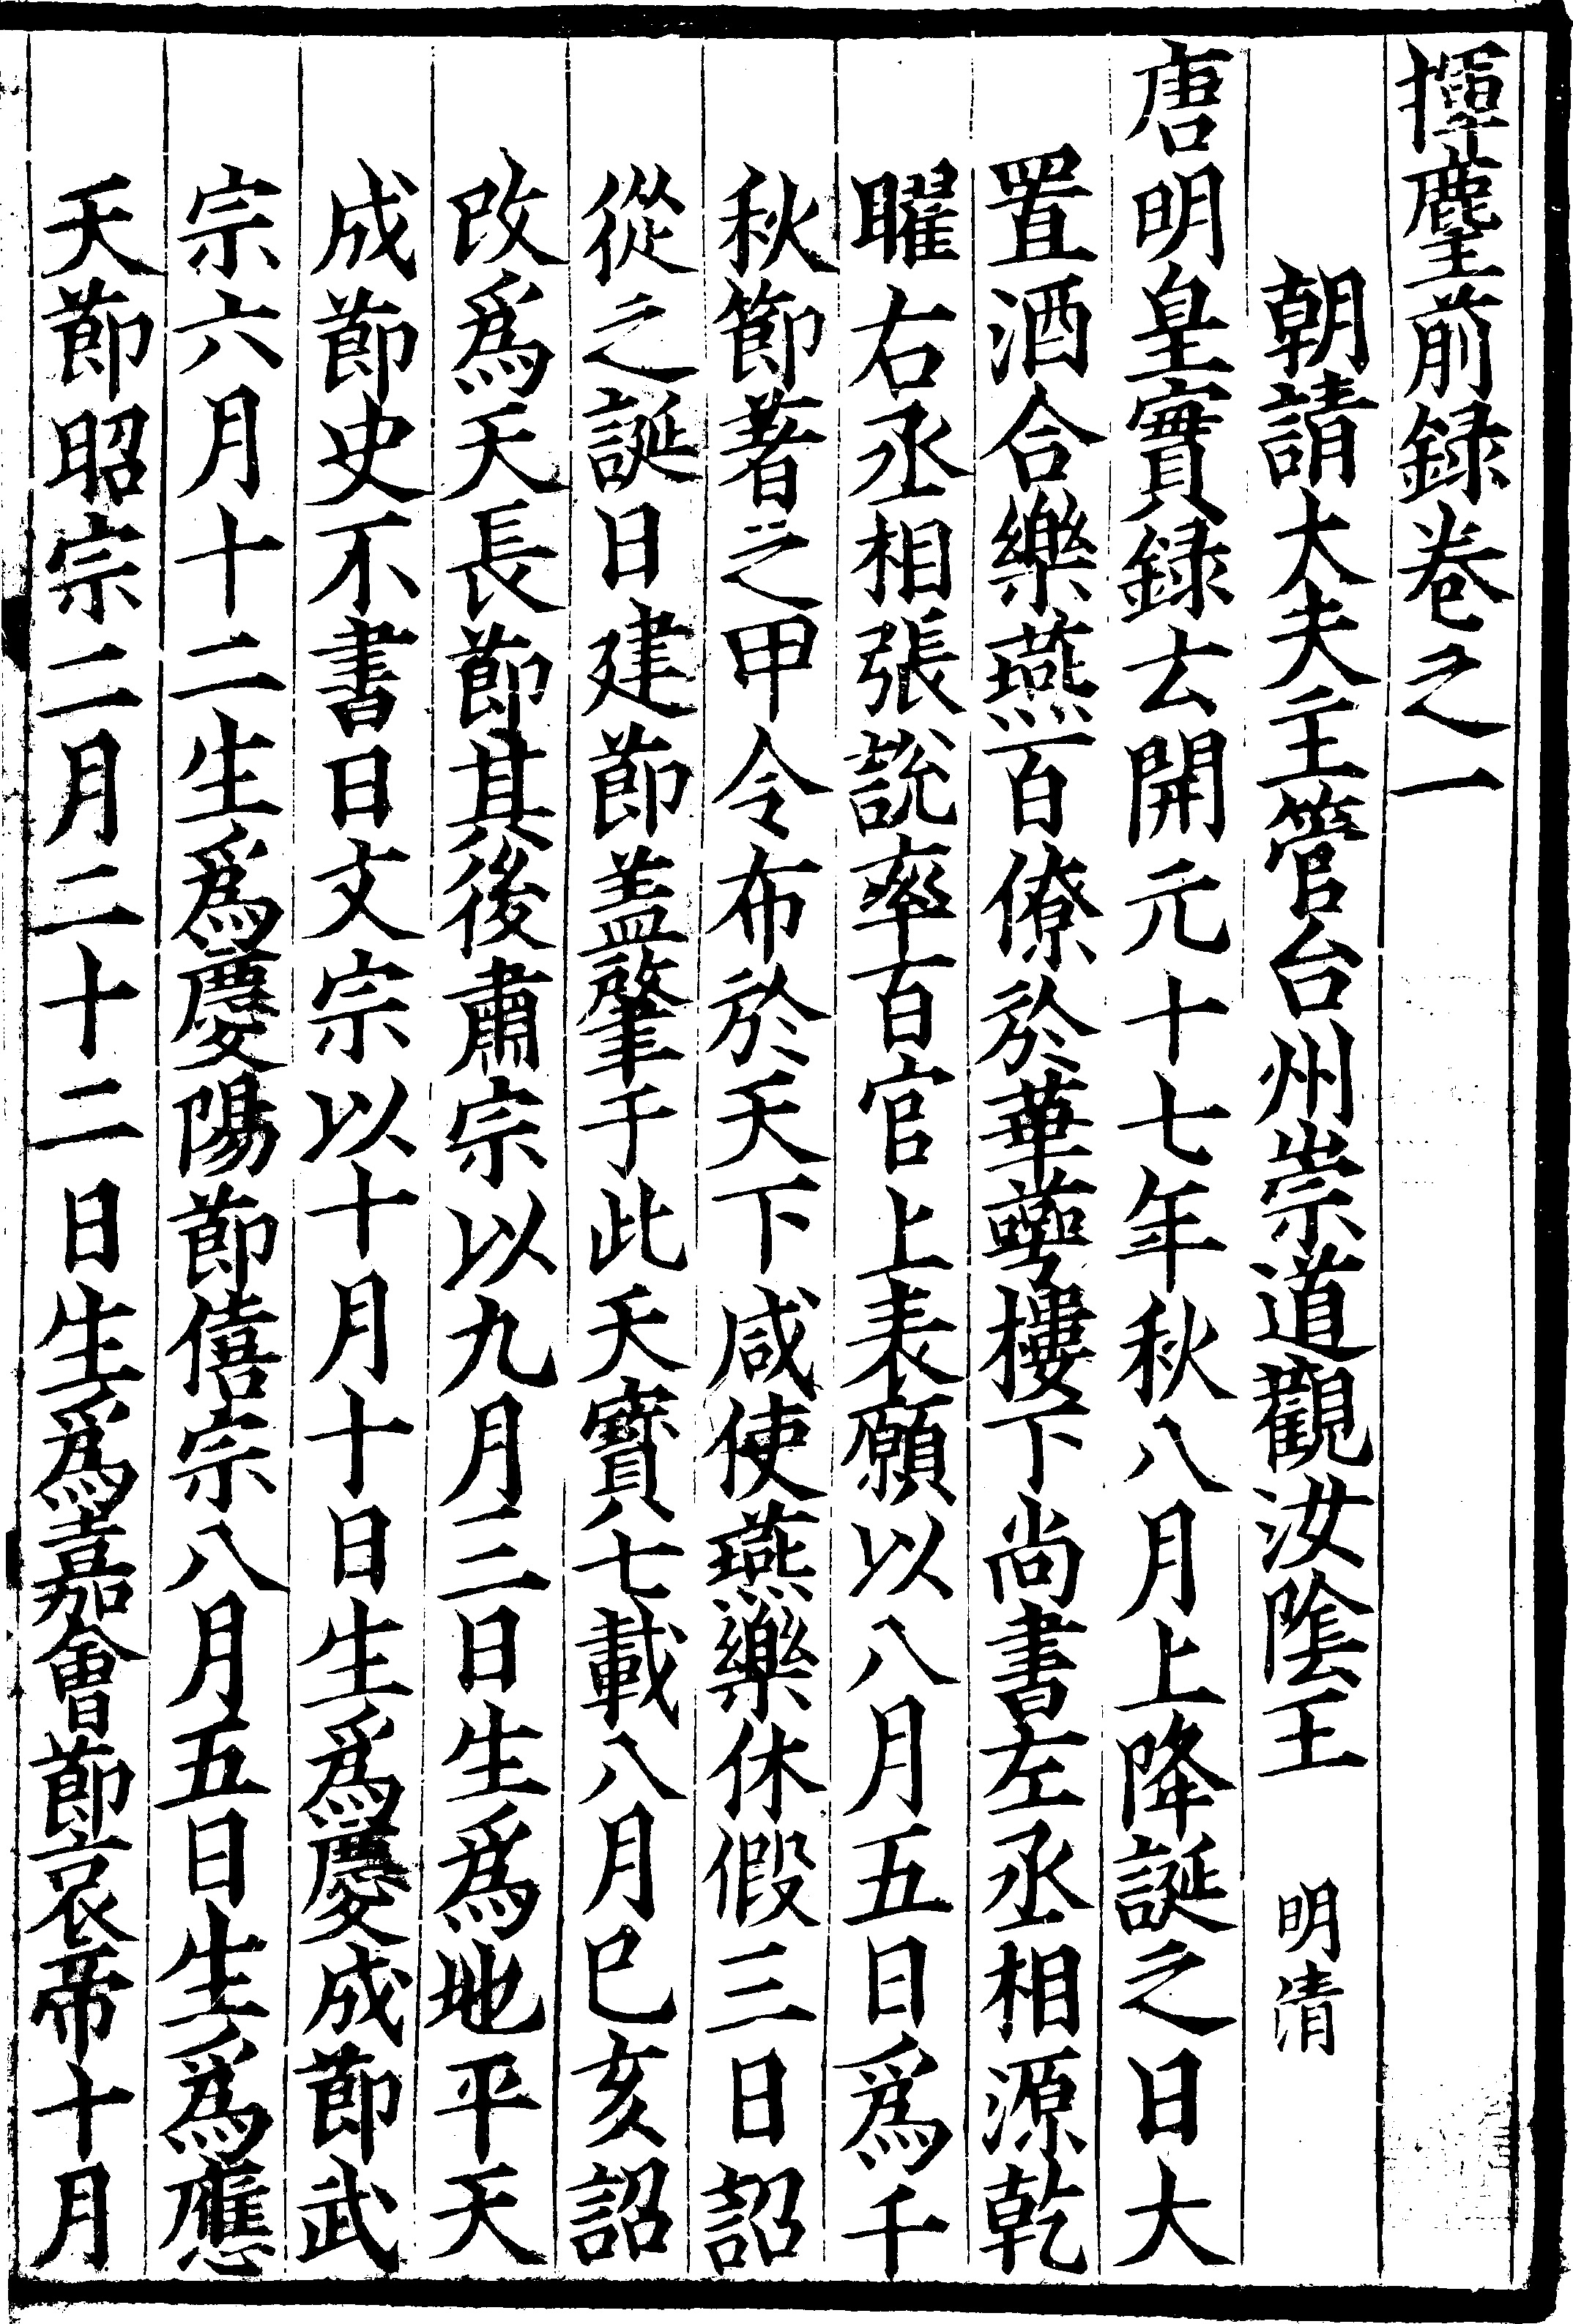 揮麈前録卷之一
朝請大夫主管台州崇道觀汝隂王 明清
唐明皇實録云開元十七年秋八月上降誕之日大
置酒合樂燕百僚於華蕚樓下尚書左丞相源乾
曜右丞相張說率百官上表願以八月五日爲千
秋節著之甲令布於天下咸使燕樂休假三日詔
從之誕日建節盖肇于此天寶七載八月己亥詔
改爲天長節其後肅宗以九月三日生爲地平天
成節史不書日文宗以十月十日生爲慶成節武
宗六月十二生爲慶陽節僖宗八月五日生爲應
天節昭宗二月二十二日生爲嘉會節哀帝十月